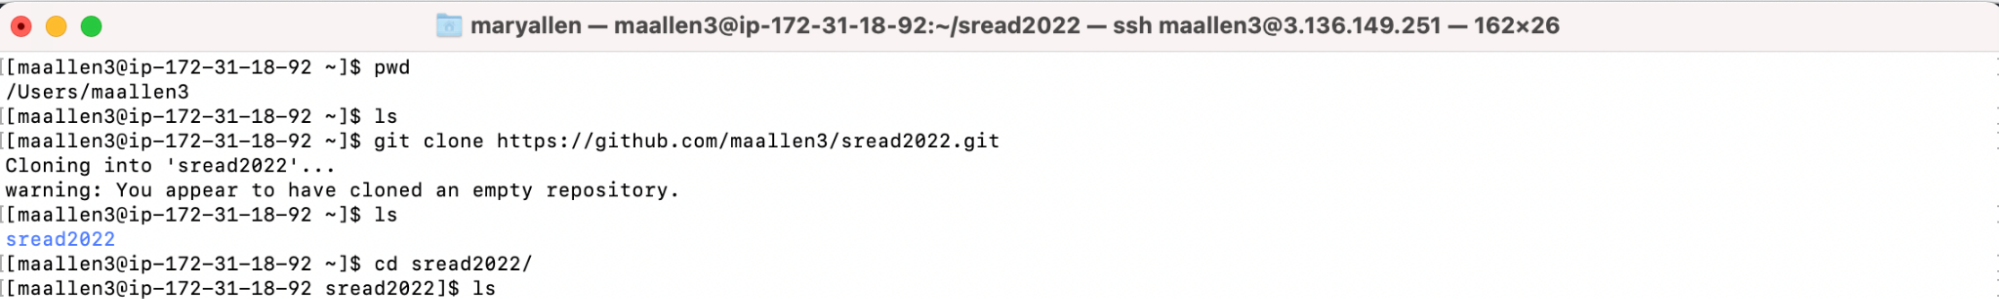 maryallen — maallen3@ip-172-31-18-92:~/sread2022 — ssh maallen3@3.136.149.251 — 162×26
[[maallen3@ip-172-31-18-92 ~]$ pwd
/Users/maallen3
[[maallen3@ip-172-31-18-92 ~]$ ls
[[maallen3@ip-172-31-18-92 ~]$ git clone https://github.com/maallen3/sread2022.git
Cloning into 'sread2022'...
warning: You appear to have cloned an empty repository.
[[maallen3@ip-172-31-18-92 ~]$ ls
sread2022
[[maallen3@ip-172-31-18-92 ~]$ cd sread2022/
[[maallen3@ip-172-31-18-92 sread2022]$ ls